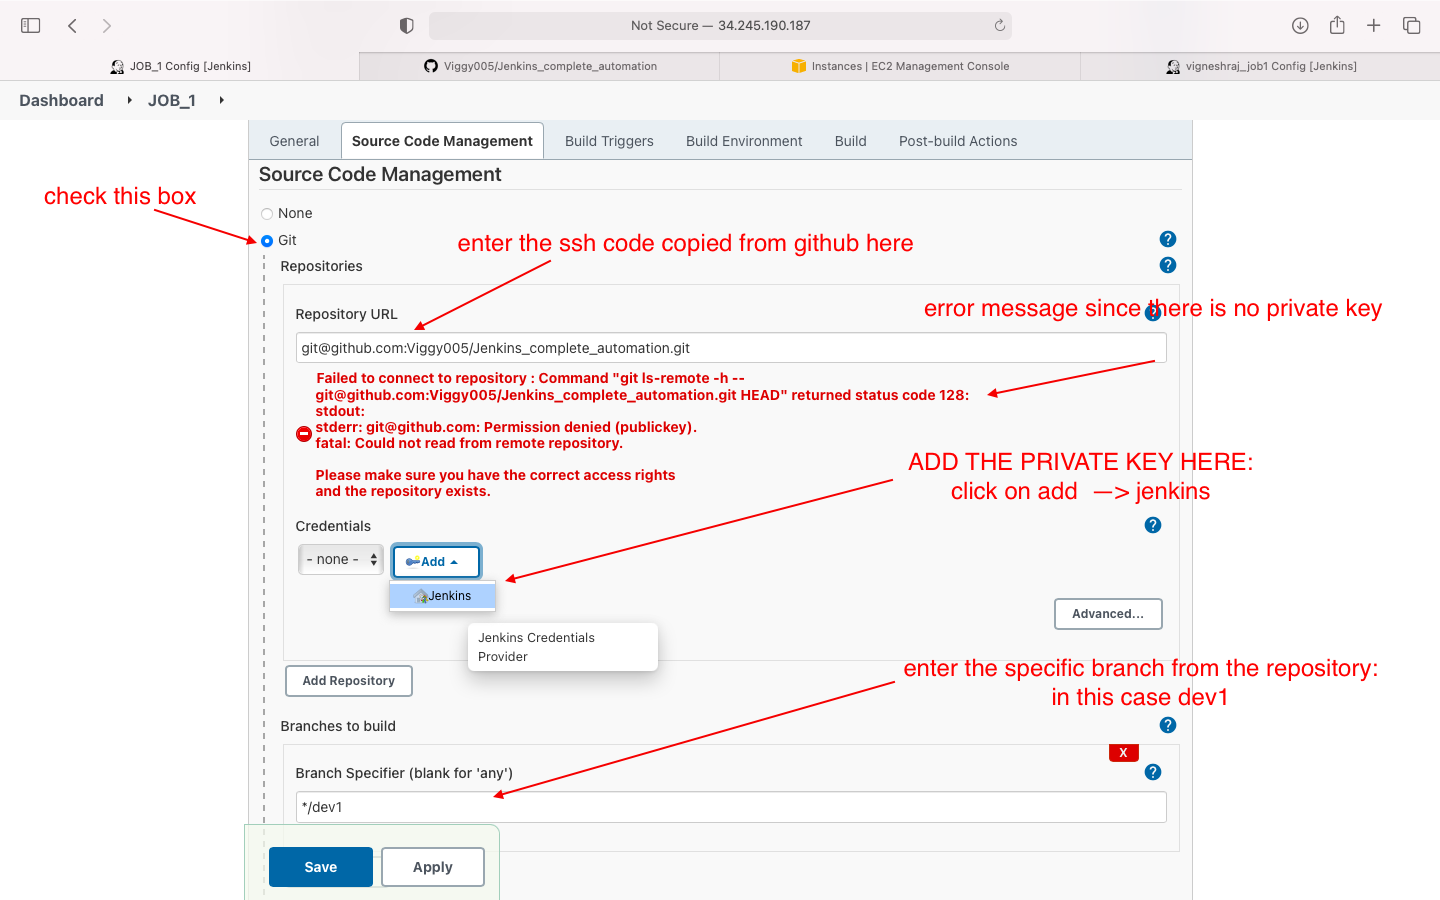 Not Secure — 34.245.190.187
JOB_1 Config [Jenkins]
Viggy005/Jenkins_complete_automation
Instances | EC2 Management Console
vigneshraj_job1 Config [Jenkins]
Dashboard
JOB_1
General
Source Code Management
Build Triggers
Build Environment
Build
Post-build Actions
Source Code Management
check this box
None
Git
enter the ssh code copied from github here
Repositories
error message since there is no private key
Repository URL
git@github.com:Viggy005/Jenkins_complete_automation.git
Failed to connect to repository : Command "git ls-remote -h --
git@github.com:Viggy005/Jenkins_complete_automation.git HEAD" returned status code 128:
stdout:
stderr: git@github.com: Permission denied (publickey).
fatal: Could not read from remote repository.
Please make sure you have the correct access rights
and the repository exists.
ADD THE PRIVATE KEY HERE:
click on add —> jenkins
Credentials
- none -
Add
Jenkins
Advanced...
Jenkins Credentials
Provider
Add Repository
enter the specific branch from the repository:
in this case dev1
Branches to build
X
Branch Specifier (blank for 'any')
*/dev1
Save
Apply